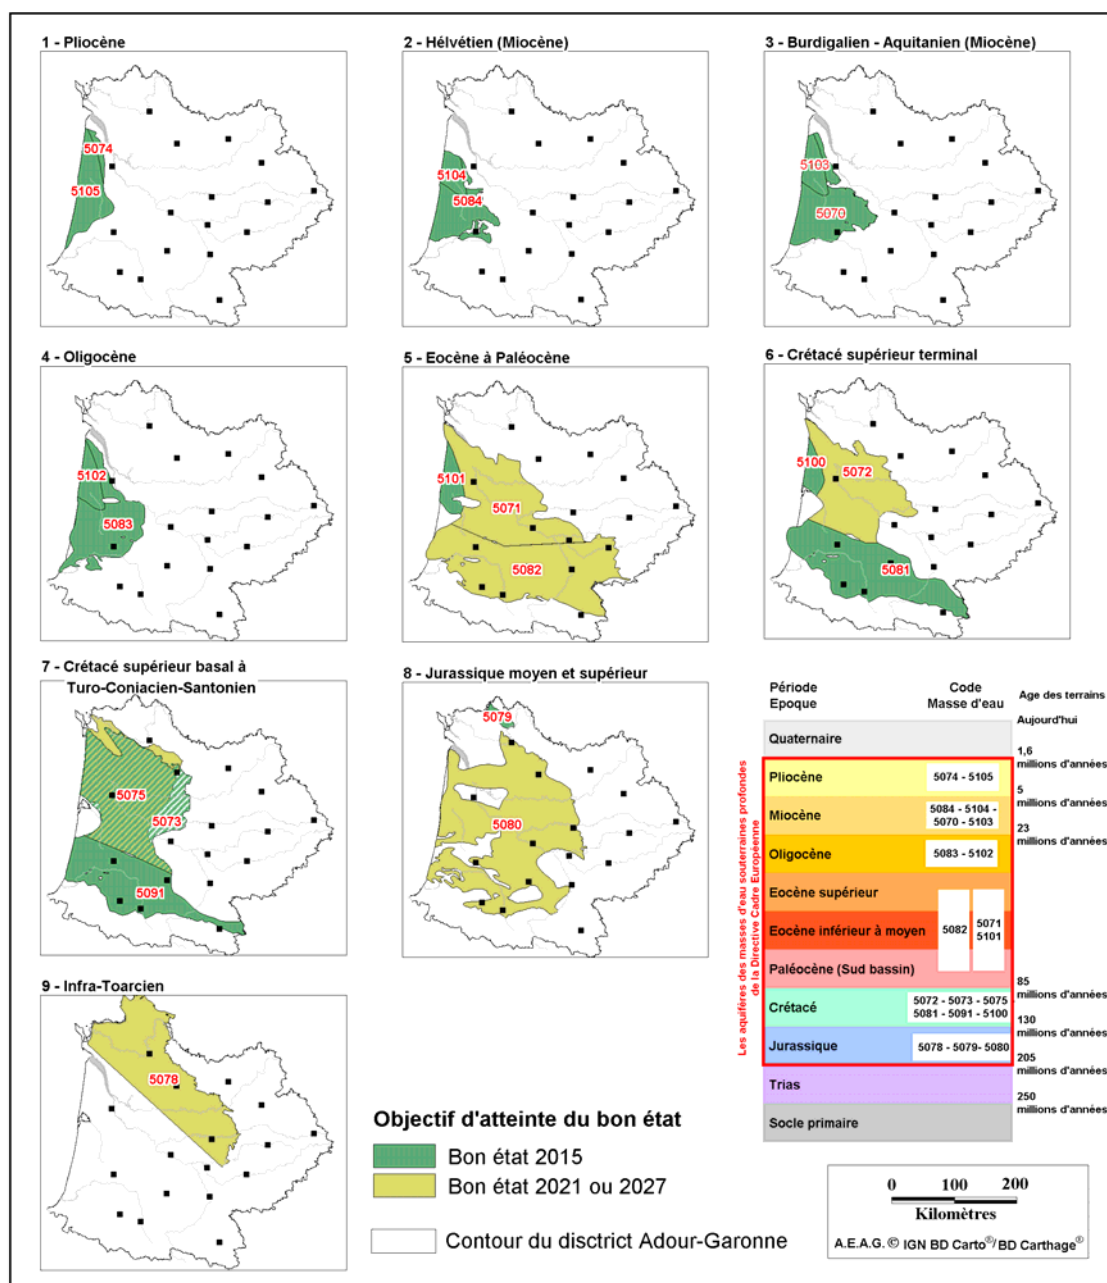 1 - Pliocène
5074
5105
2 - Hélvétien (Miocène)
5104
5084
3 - Burdigalien - Aquitanien (Miocène)
5103
5070
4 - Oligocène
5102
5083
5 - Eocène à Paléocène
5101
5071
5082
6 - Crétacé supérieur terminal
5100
5072
5081
7 - Crétacé supérieur basal à
Turo-Coniacien-Santonien
5075
5073
5091
8 - Jurassique moyen et supérieur
5079
5080
9 - Infra-Toarcien
5078
Objectif d'atteinte du bon état
Bon état 2015
Bon état 2021 ou 2027
Contour du disctrict Adour-Garonne
Période
Epoque
Code
Masse d'eau
Age des terrains
Aujourd'hui
Quaternaire
1,6
millions d'années
Pliocène
5074 - 5105
5
millions d'années
Miocène
5084 - 5104 -
5070 - 5103
23
millions d'années
Oligocène
5083 - 5102
Eocène supérieur
Eocène inférieur à moyen
5082
5071
5101
Paléocène (Sud bassin)
85
millions d'années
Crétacé
5072 - 5073 - 5075
5081 - 5091 - 5100
130
millions d'années
Jurassique
5078 - 5079- 5080
205
millions d'années
Trias
250
millions d'années
Socle primaire
Les aquifères des masses d'eau souterraines profondes
de la Directive Cadre Européenne
0 100 200
Kilomètres
A.E.A.G. © IGN BD Carto®/BD Carthage®